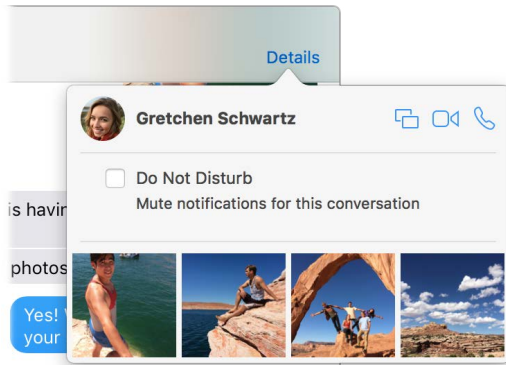 Details
Gretchen Schwartz
Do Not Disturb
Mute notifications for this conversation
is havin
photos
Yes!
your